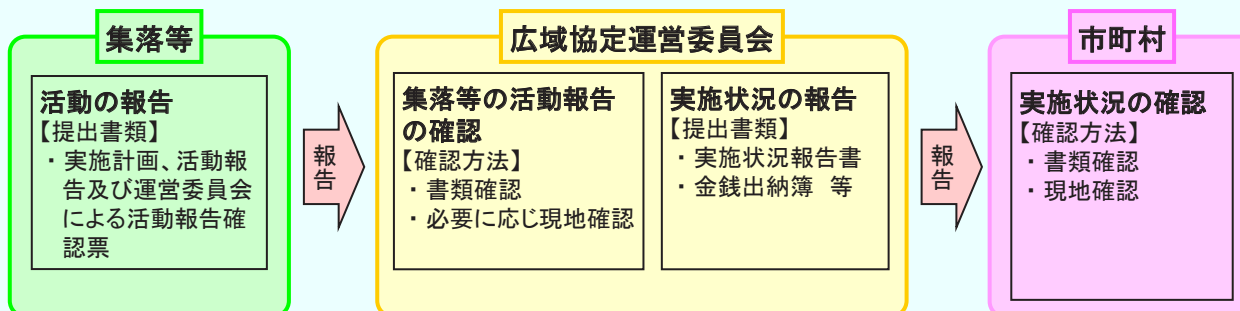 集落等
活動の報告
【提出書類】
・ 実施計画、活動報
告及び運営委員会
による活動報告確
認票
報
告
広域協定運営委員会
集落等の活動報告
の確認
【確認方法】
・ 書類確認
・ 必要に応じ現地確認
実施状況の報告
【提出書類】
・ 実施状況報告書
・ 金銭出納簿 等
報
告
市町村
実施状況の確認
【確認方法】
・ 書類確認
・ 現地確認